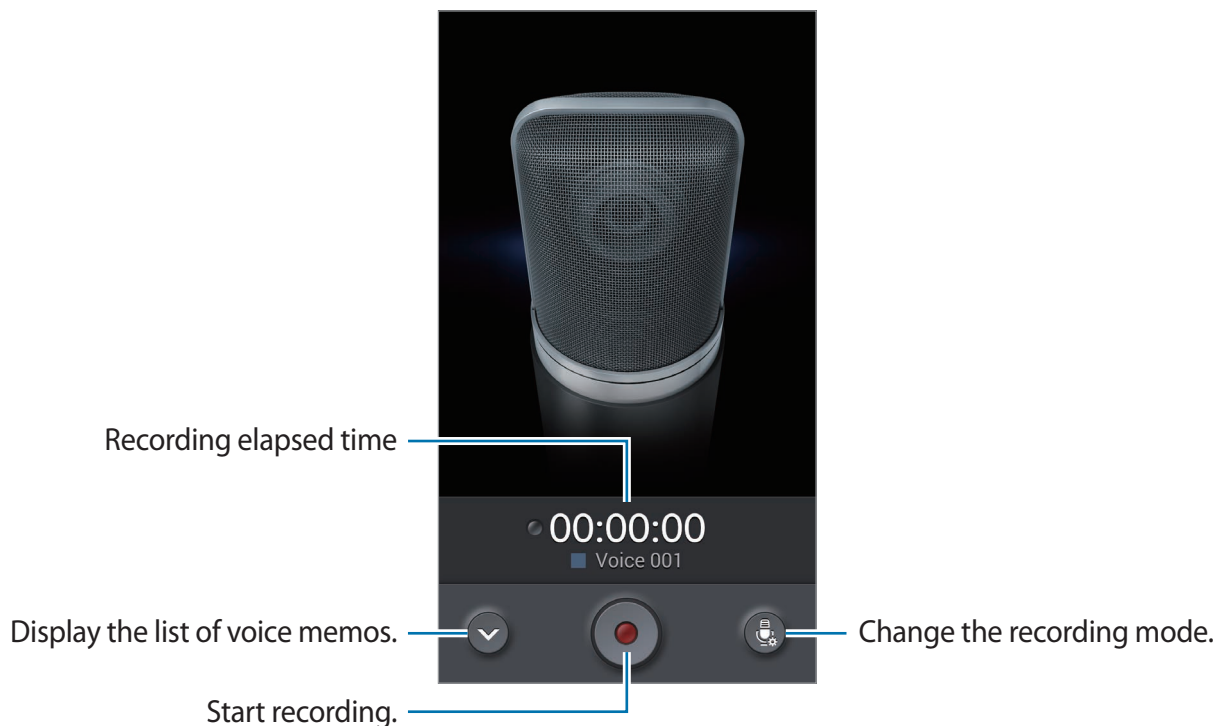 Recording elapsed time
00:00:00
Voice 001
Display the list of voice memos.
Change the recording mode.
Start recording.